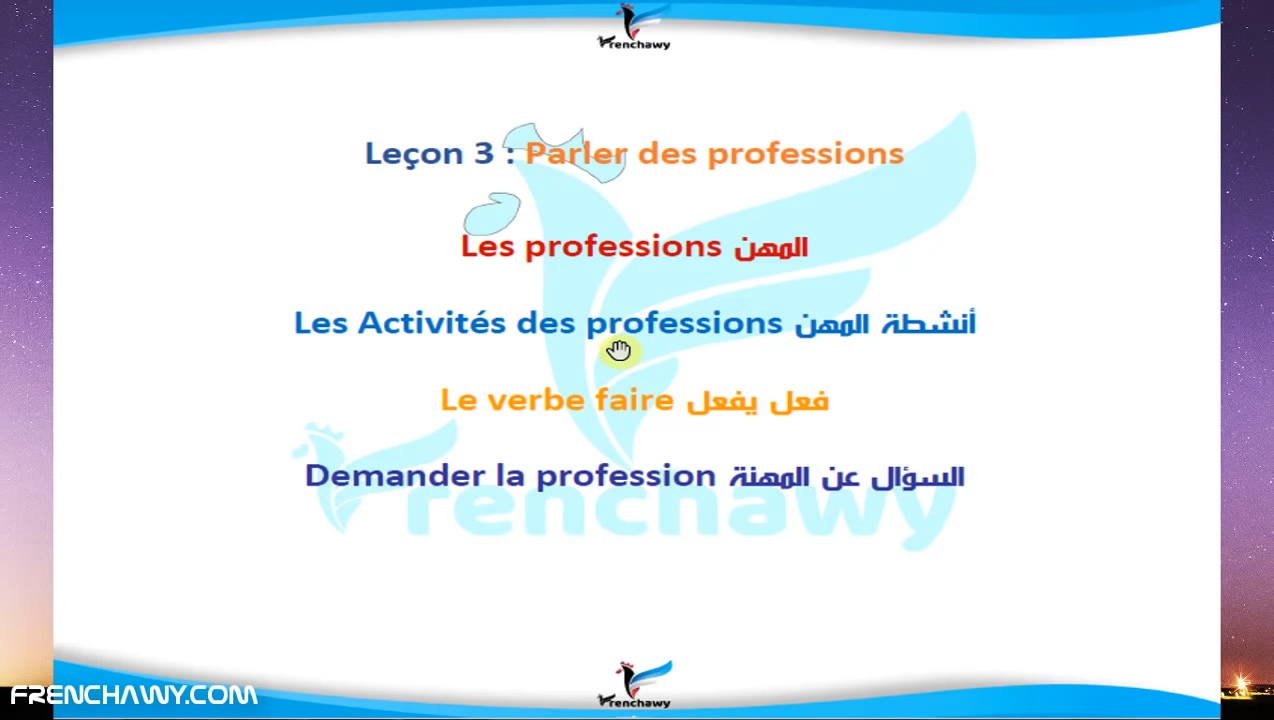 Frenchawy
Leçon 3 : Parler des professions
Les professions المهن
Les Activités des professions أنشطة المهن
Le verbe faire فعل يفعل
Demander la profession السؤال عن المهنة
Frenchawy
Frenchawy
FRENCHAWY.COM